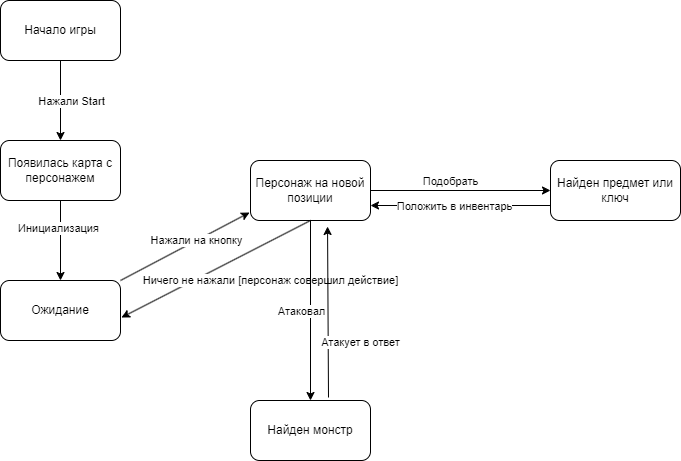 Начало игры
Нажали Start
Появилась карта с
персонажем
Инициализация
Ожидание
Нажали на кнопку
Ничего не нажали [персонаж совершил действие]
Персонаж на новой
позиции
Подобрать
Положить в инвентарь
Найден предмет или
ключ
Атаковал
Атакует в ответ
Найден монстр